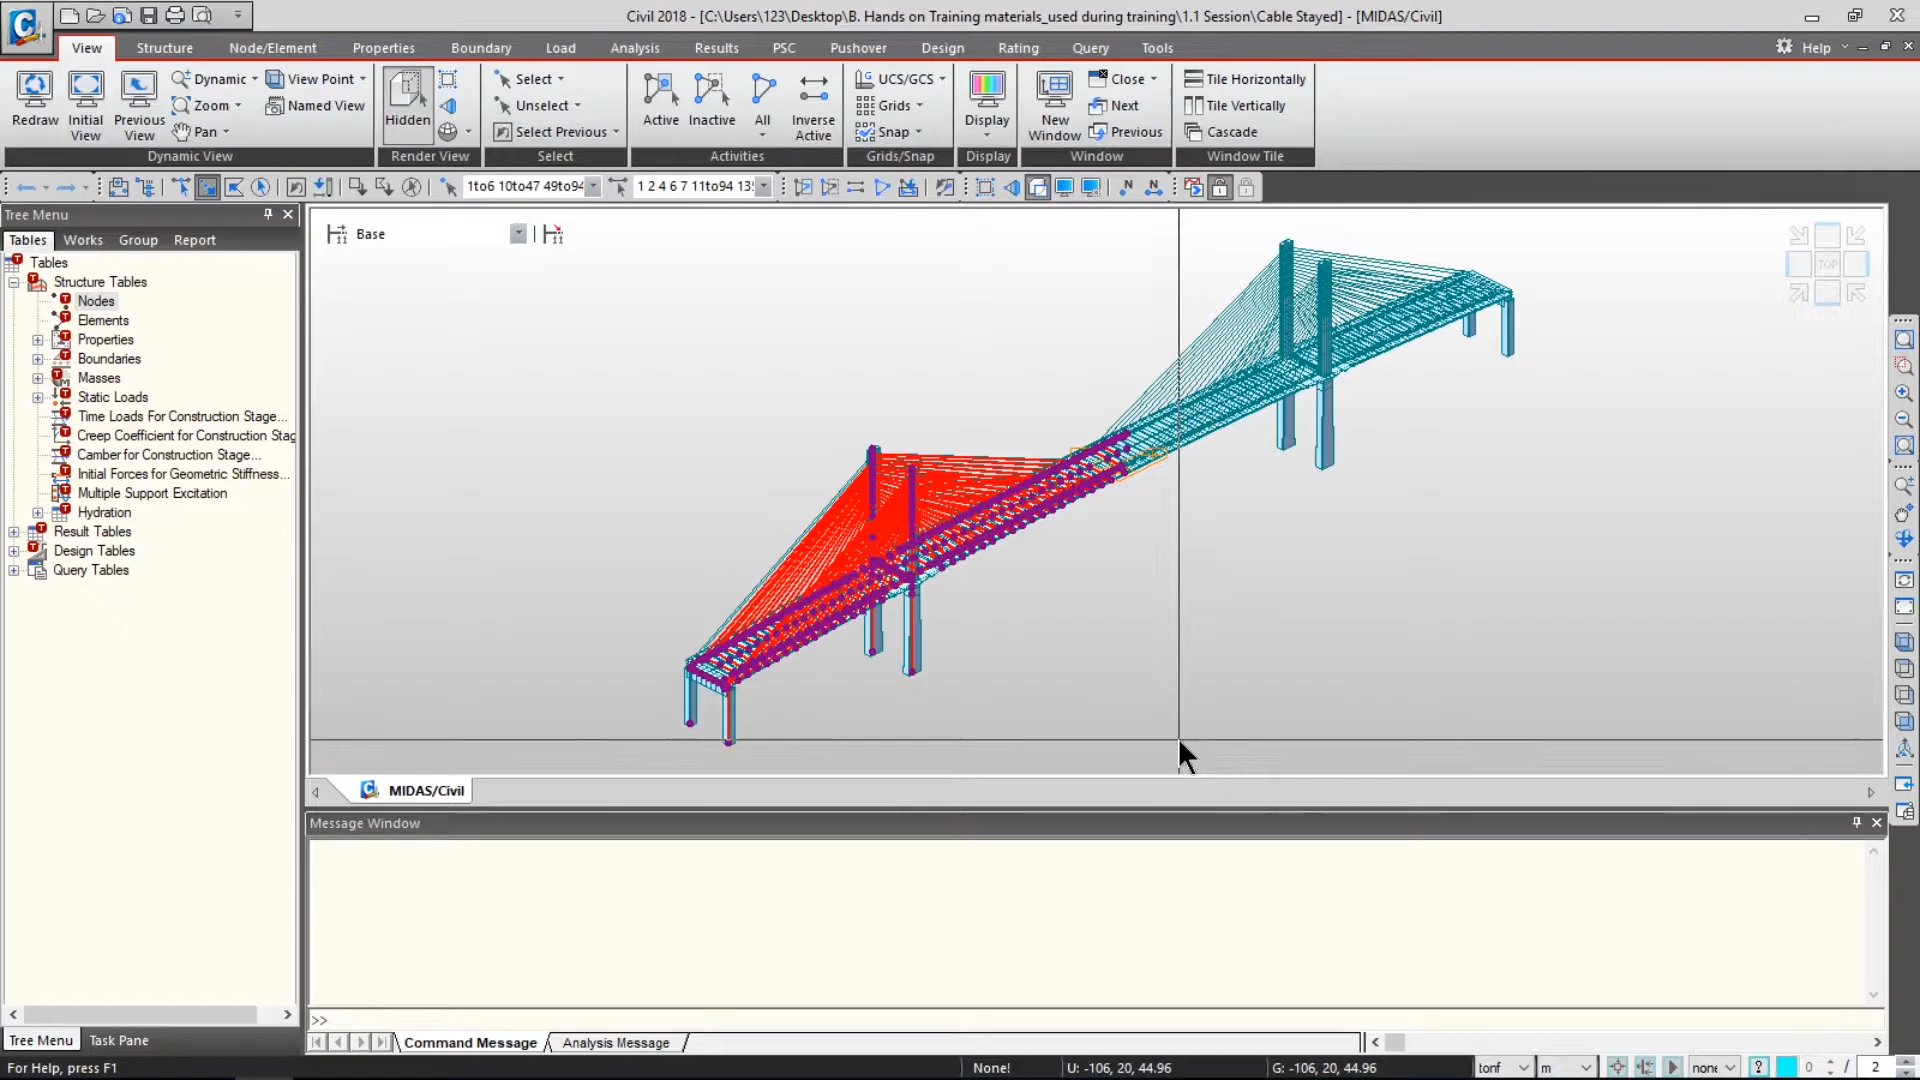 Civil 2018 - [C:\Users\123\Desktop\B. Hands on Training materials_used during training\1.1 Session\Cable Stayed] - [MIDAS/Civil]
View Structure Node/Element Properties Boundary Load Analysis Results PSC Pushover Design Rating Query Tools Help
Redraw
Initial View
Previous View
Dynamic
Zoom
Pan
View Point
Named View
Dynamic View
Hidden
Render View
Select
Unselect
Select Previous
Select
Active
Inactive
All
Inverse Active
Activities
UCS/GCS
Grids
Snap
Grids/Snap
Display
Display
New Window
Close
Next
Previous
Window
Tile Horizontally
Tile Vertically
Cascade
Window Tile
1to6 10to47 49to94
1 2 4 6 7 11to94 13
Tree Menu
Tables Works Group Report
Tables
Structure Tables
Nodes
Elements
Properties
Boundaries
Masses
Static Loads
Time Loads For Construction Stage...
Creep Coefficient for Construction Stag
Camber for Construction Stage...
Initial Forces for Geometric Stiffness...
Multiple Support Excitation
Hydration
Result Tables
Design Tables
Query Tables
Base
TOP
MIDAS/Civil
Message Window
>>
Tree Menu Task Pane
Command Message Analysis Message
For Help, press F1
None!
U: -106, 20, 44.96
G: -106, 20, 44.96
tonf
m
none
?
0
/
2